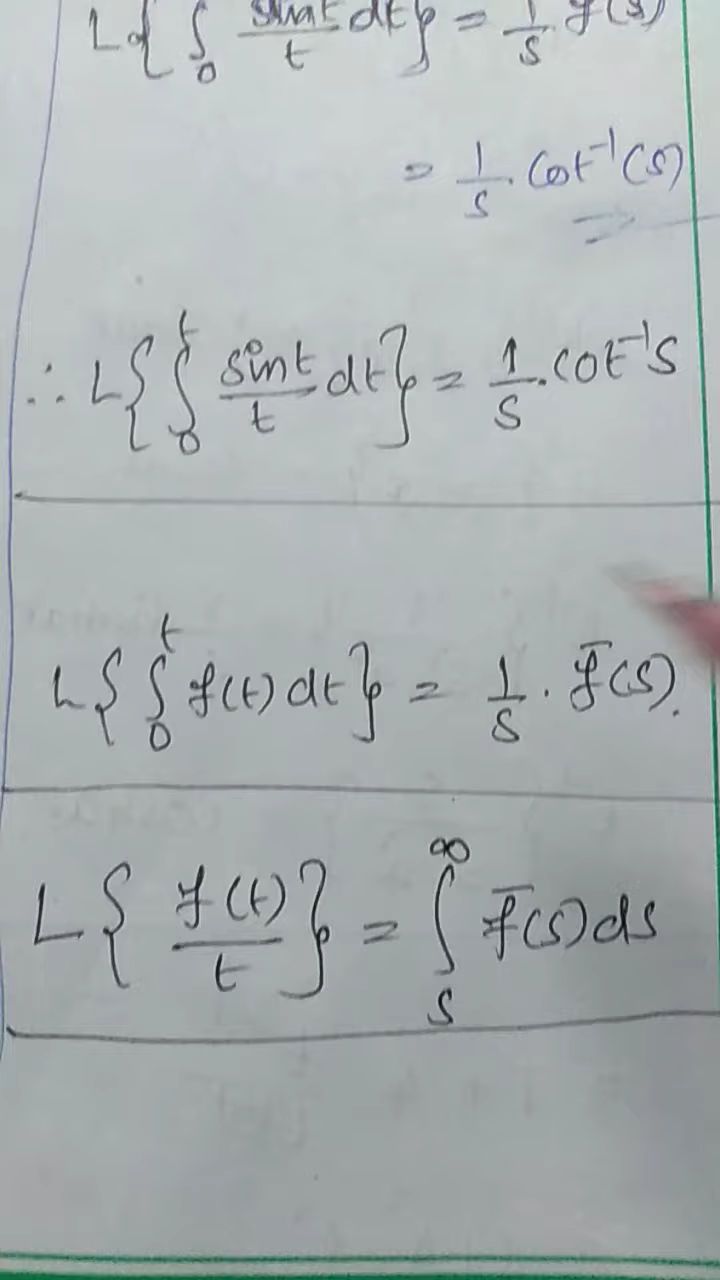 L{∫₀ sint/t dt} = 1/s f(s)
= 1/s . Cot⁻¹(s)
∴ L{∫₀ᵗ sint/t dt} = 1/s . cot⁻¹s
L{∫₀ᵗ f(t) dt} = 1/s . f̄(s).
L{f(t)/t} = ∫ₛ^∞ f̄(s) ds